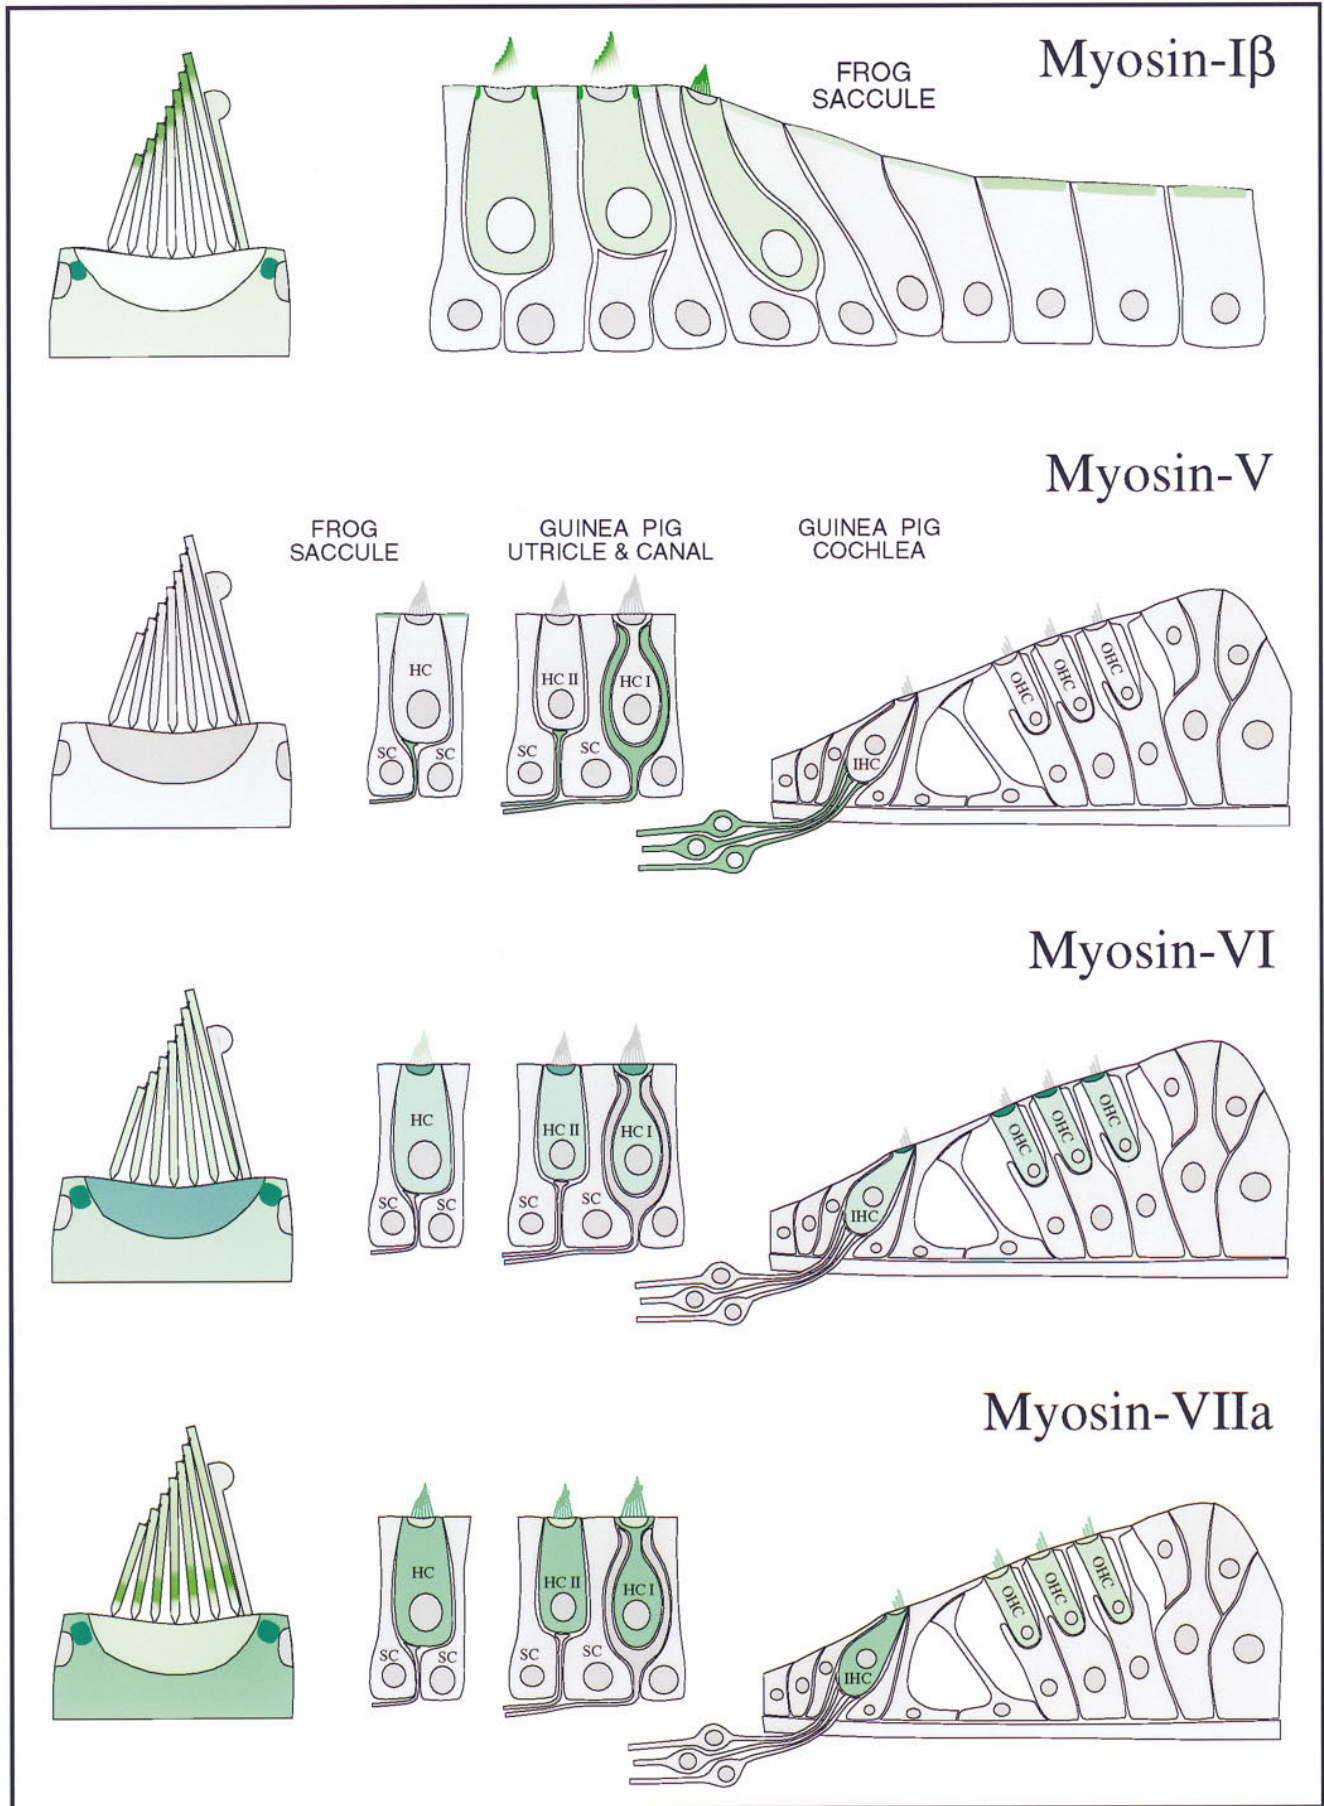 Myosin-Iβ
FROG
SACCULE
Myosin-V
FROG
SACCULE
GUINEA PIG
UTRICLE & CANAL
GUINEA PIG
COCHLEA
HC
SC
SC
HC II
HC I
SC
SC
IHC
OHC
OHC
OHC
Myosin-VI
HC
SC
SC
HC II
HC I
SC
SC
IHC
OHC
OHC
OHC
Myosin-VIIa
HC
SC
SC
HC II
HC I
SC
SC
IHC
OHC
OHC
OHC